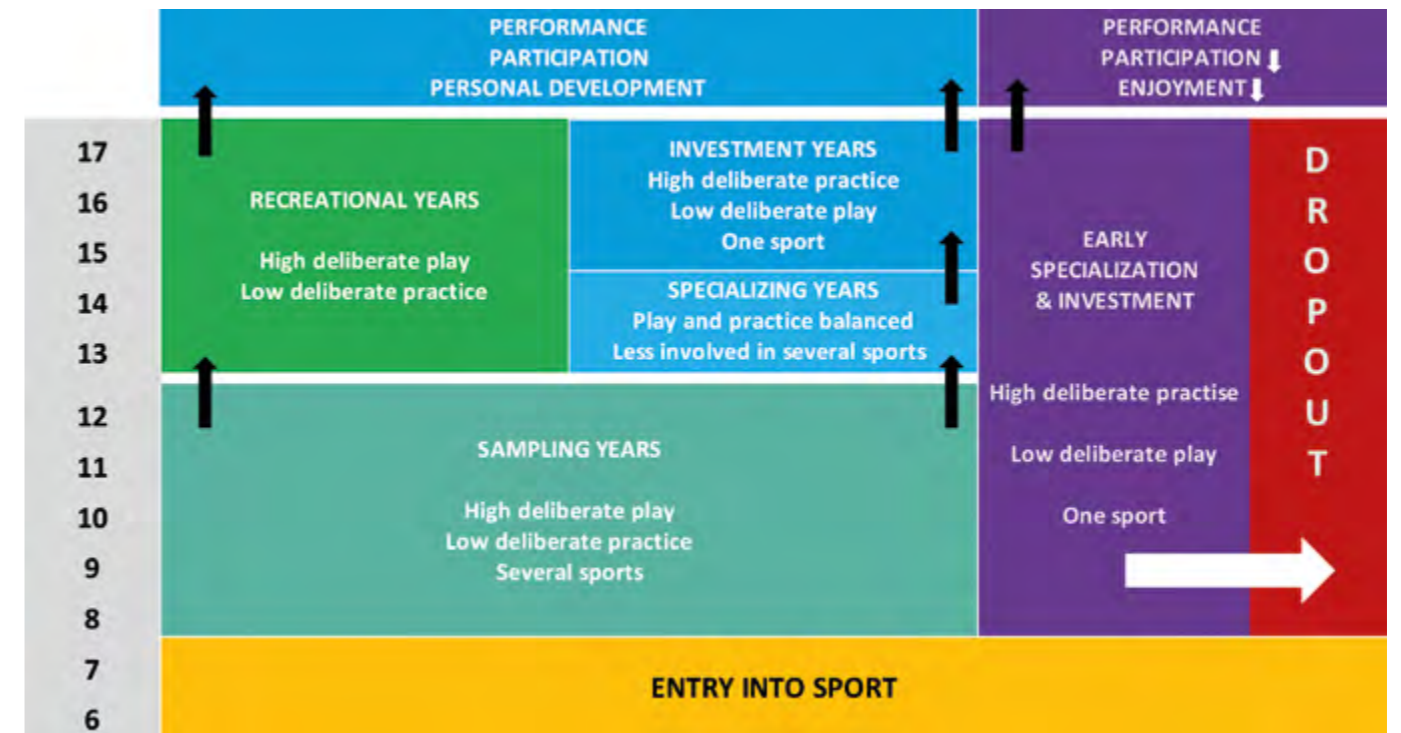 PERFORMANCE
PARTICIPATION
PERSONAL DEVELOPMENT
PERFORMANCE
PARTICIPATION
ENJOYMENT
17
16
15
14
13
12
11
10
9
8
7
6
RECREATIONAL YEARS
High deliberate play
Low deliberate practice
INVESTMENT YEARS
High deliberate practice
Low deliberate play
One sport
SPECIALIZING YEARS
Play and practice balanced
Less involved in several sports
SAMPLING YEARS
High deliberate play
Low deliberate practice
Several sports
EARLY
SPECIALIZATION
& INVESTMENT
High deliberate practise
Low deliberate play
One sport
D
R
O
P
O
U
T
ENTRY INTO SPORT